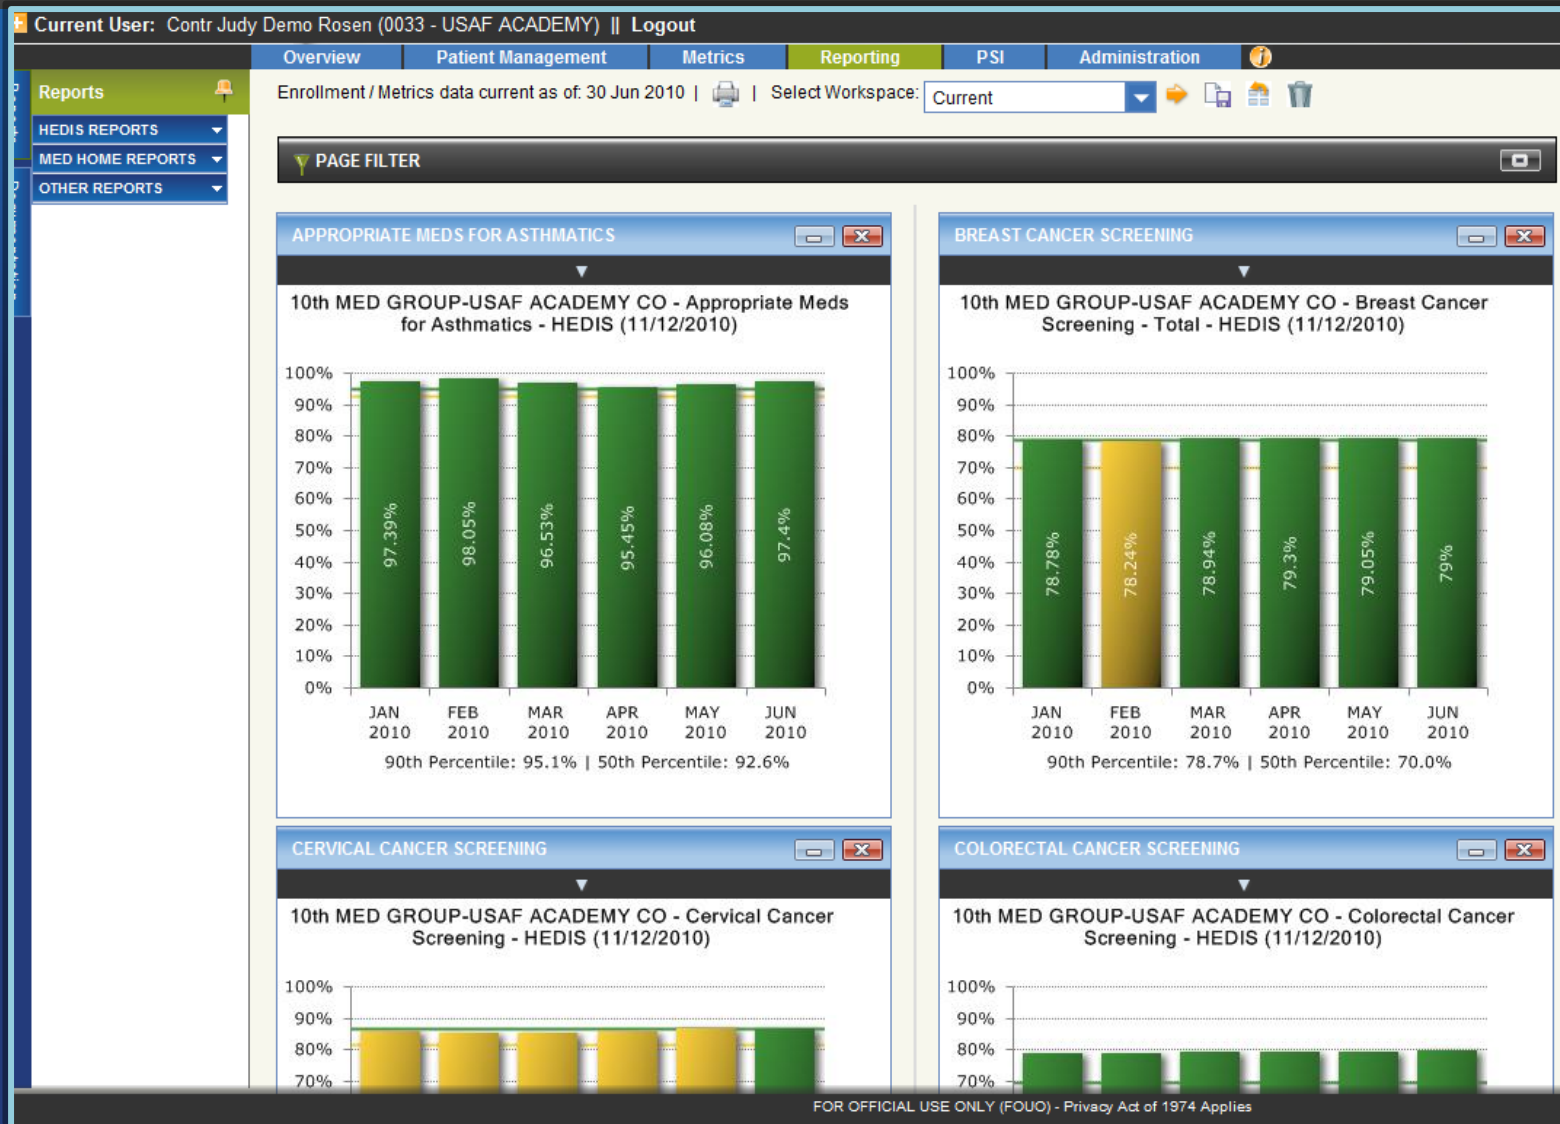 Current User: Contr Judy Demo Rosen (0033 - USAF ACADEMY) || Logout
Overview Patient Management Metrics Reporting PSI Administration
Reports
HEDIS REPORTS
MED HOME REPORTS
OTHER REPORTS
Enrollment / Metrics data current as of: 30 Jun 2010 | | Select Workspace: Current
PAGE FILTER
APPROPRIATE MEDS FOR ASTHMATICS
10th MED GROUP-USAF ACADEMY CO - Appropriate Meds
for Asthmatics - HEDIS (11/12/2010)
100%
90%
80%
70%
60%
50%
40%
30%
20%
10%
0%
97.39% 98.05% 96.53% 95.45% 96.08% 97.4%
JAN FEB MAR APR MAY JUN
2010 2010 2010 2010 2010 2010
90th Percentile: 95.1% | 50th Percentile: 92.6%
BREAST CANCER SCREENING
10th MED GROUP-USAF ACADEMY CO - Breast Cancer
Screening - Total - HEDIS (11/12/2010)
100%
90%
80%
70%
60%
50%
40%
30%
20%
10%
0%
78.78% 78.24% 78.94% 79.3% 79.05% 79%
JAN FEB MAR APR MAY JUN
2010 2010 2010 2010 2010 2010
90th Percentile: 78.7% | 50th Percentile: 70.0%
CERVICAL CANCER SCREENING
10th MED GROUP-USAF ACADEMY CO - Cervical Cancer
Screening - HEDIS (11/12/2010)
100%
90%
80%
70%
COLORECTAL CANCER SCREENING
10th MED GROUP-USAF ACADEMY CO - Colorectal Cancer
Screening - HEDIS (11/12/2010)
100%
90%
80%
70%
FOR OFFICIAL USE ONLY (FOUO) - Privacy Act of 1974 Applies